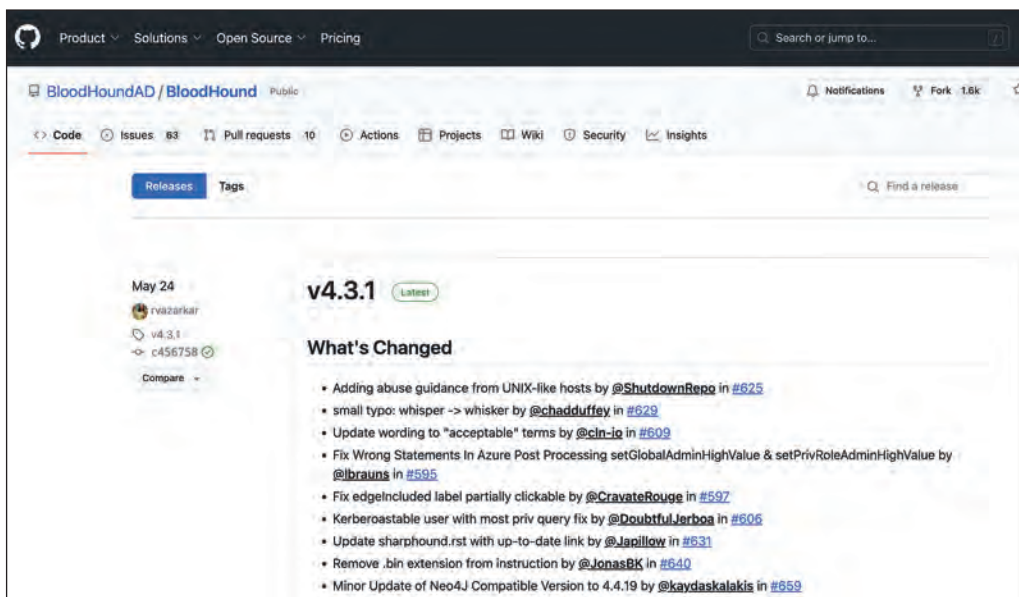 Product Solutions Open Source Pricing Search or jump to... /
BloodHoundAD / BloodHound Public Notifications Fork 1.6k
<> Code Issues 63 Pull requests 10 Actions Projects Wiki Security Insights
Releases Tags Find a release
May 24
rvazarkar
v4.3.1
c456758
Compare
v4.3.1 Latest
What's Changed
• Adding abuse guidance from UNIX-like hosts by @ShutdownRepo in #625
• small typo: whisper -> whisker by @chadduffey in #629
• Update wording to "acceptable" terms by @cln-io in #609
• Fix Wrong Statements In Azure Post Processing setGlobalAdminHighValue & setPrivRoleAdminHighValue by
@lbrauns in #595
• Fix edgeIncluded label partially clickable by @CravateRouge in #597
• Kerberoastable user with most priv query fix by @DoubtfulJerboa in #606
• Update sharphound.rst with up-to-date link by @Japillow in #631
• Remove .bin extension from instruction by @JonasBK in #640
• Minor Update of Neo4J Compatible Version to 4.4.19 by @kaydaskalakis in #659